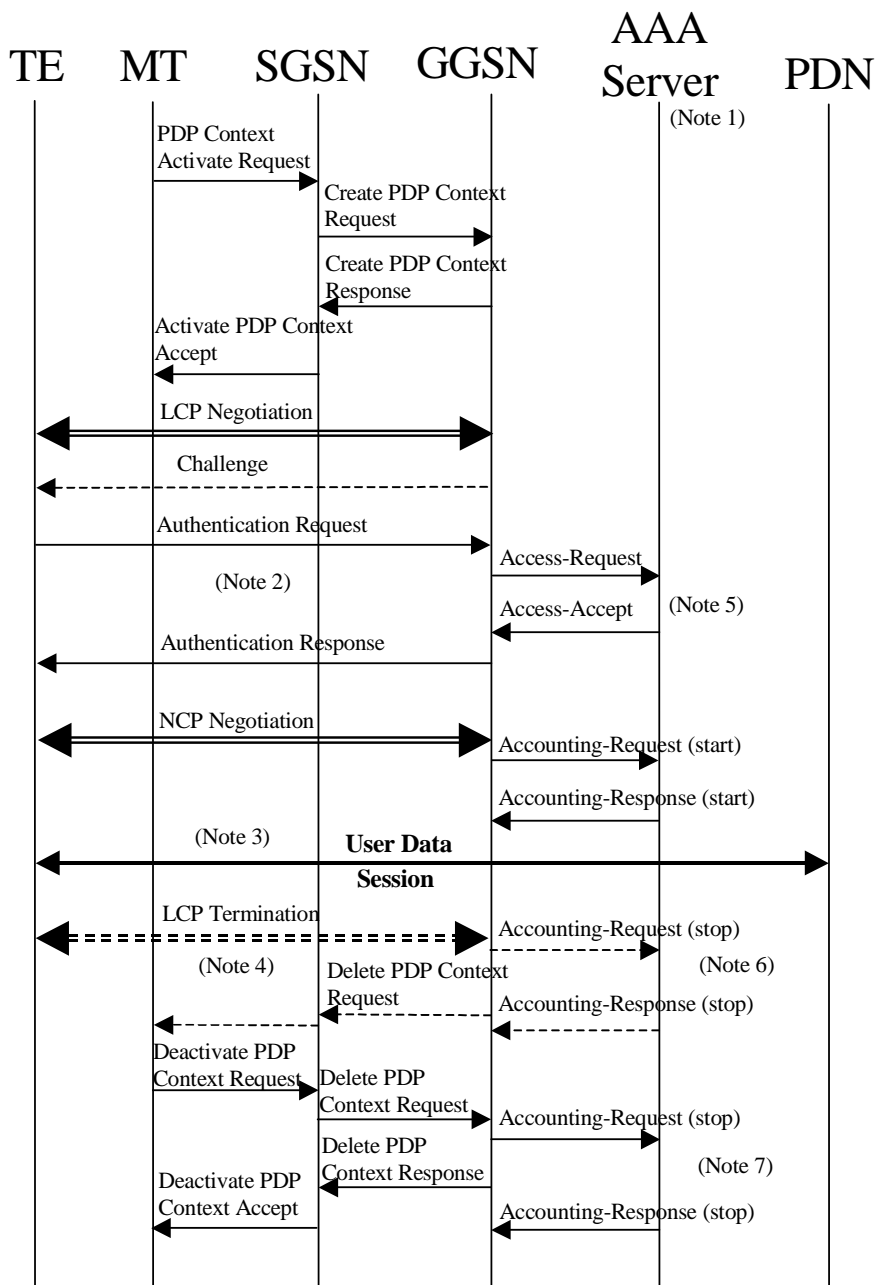 AAA
TE MT SGSN GGSN Server PDN
(Note 1)
PDP Context
Activate Request
Create PDP Context
Request
Create PDP Context
Response
Activate PDP Context
Accept
LCP Negotiation
Challenge
Authentication Request
Access-Request
(Note 2)
Access-Accept
(Note 5)
Authentication Response
NCP Negotiation
Accounting-Request (start)
Accounting-Response (start)
(Note 3)
User Data
Session
LCP Termination
Accounting-Request (stop)
(Note 4)
(Note 6)
Delete PDP Context
Request
Accounting-Response (stop)
Deactivate PDP
Context Request
Delete PDP
Context Request
Accounting-Request (stop)
Delete PDP
Context Response
(Note 7)
Deactivate PDP
Context Accept
Accounting-Response (stop)